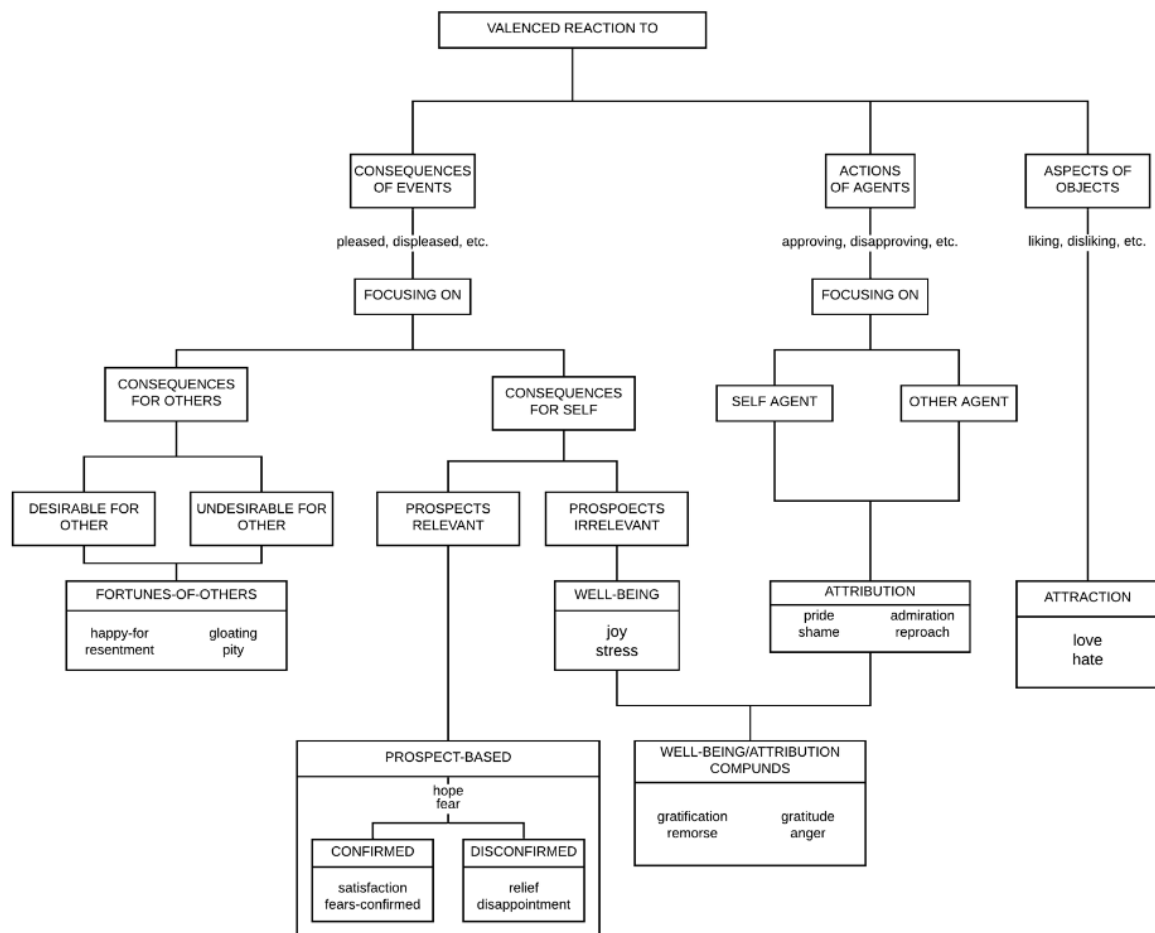 VALENCED REACTION TO
CONSEQUENCES
OF EVENTS
ACTIONS
OF AGENTS
ASPECTS OF
OBJECTS
pleased, displeased, etc.
approving, disapproving, etc.
liking, disliking, etc.
FOCUSING ON
FOCUSING ON
CONSEQUENCES
FOR OTHERS
CONSEQUENCES
FOR SELF
SELF AGENT
OTHER AGENT
DESIRABLE FOR
OTHER
UNDESIRABLE FOR
OTHER
PROSPECTS
RELEVANT
PROSPOECTS
IRRELEVANT
FORTUNES-OF-OTHERS
happy-for
resentment
gloating
pity
WELL-BEING
joy
stress
ATTRIBUTION
pride
shame
admiration
reproach
ATTRACTION
love
hate
PROSPECT-BASED
hope
fear
CONFIRMED
satisfaction
fears-confirmed
DISCONFIRMED
relief
disappointment
WELL-BEING/ATTRIBUTION
COMPUNDS
gratification
remorse
gratitude
anger